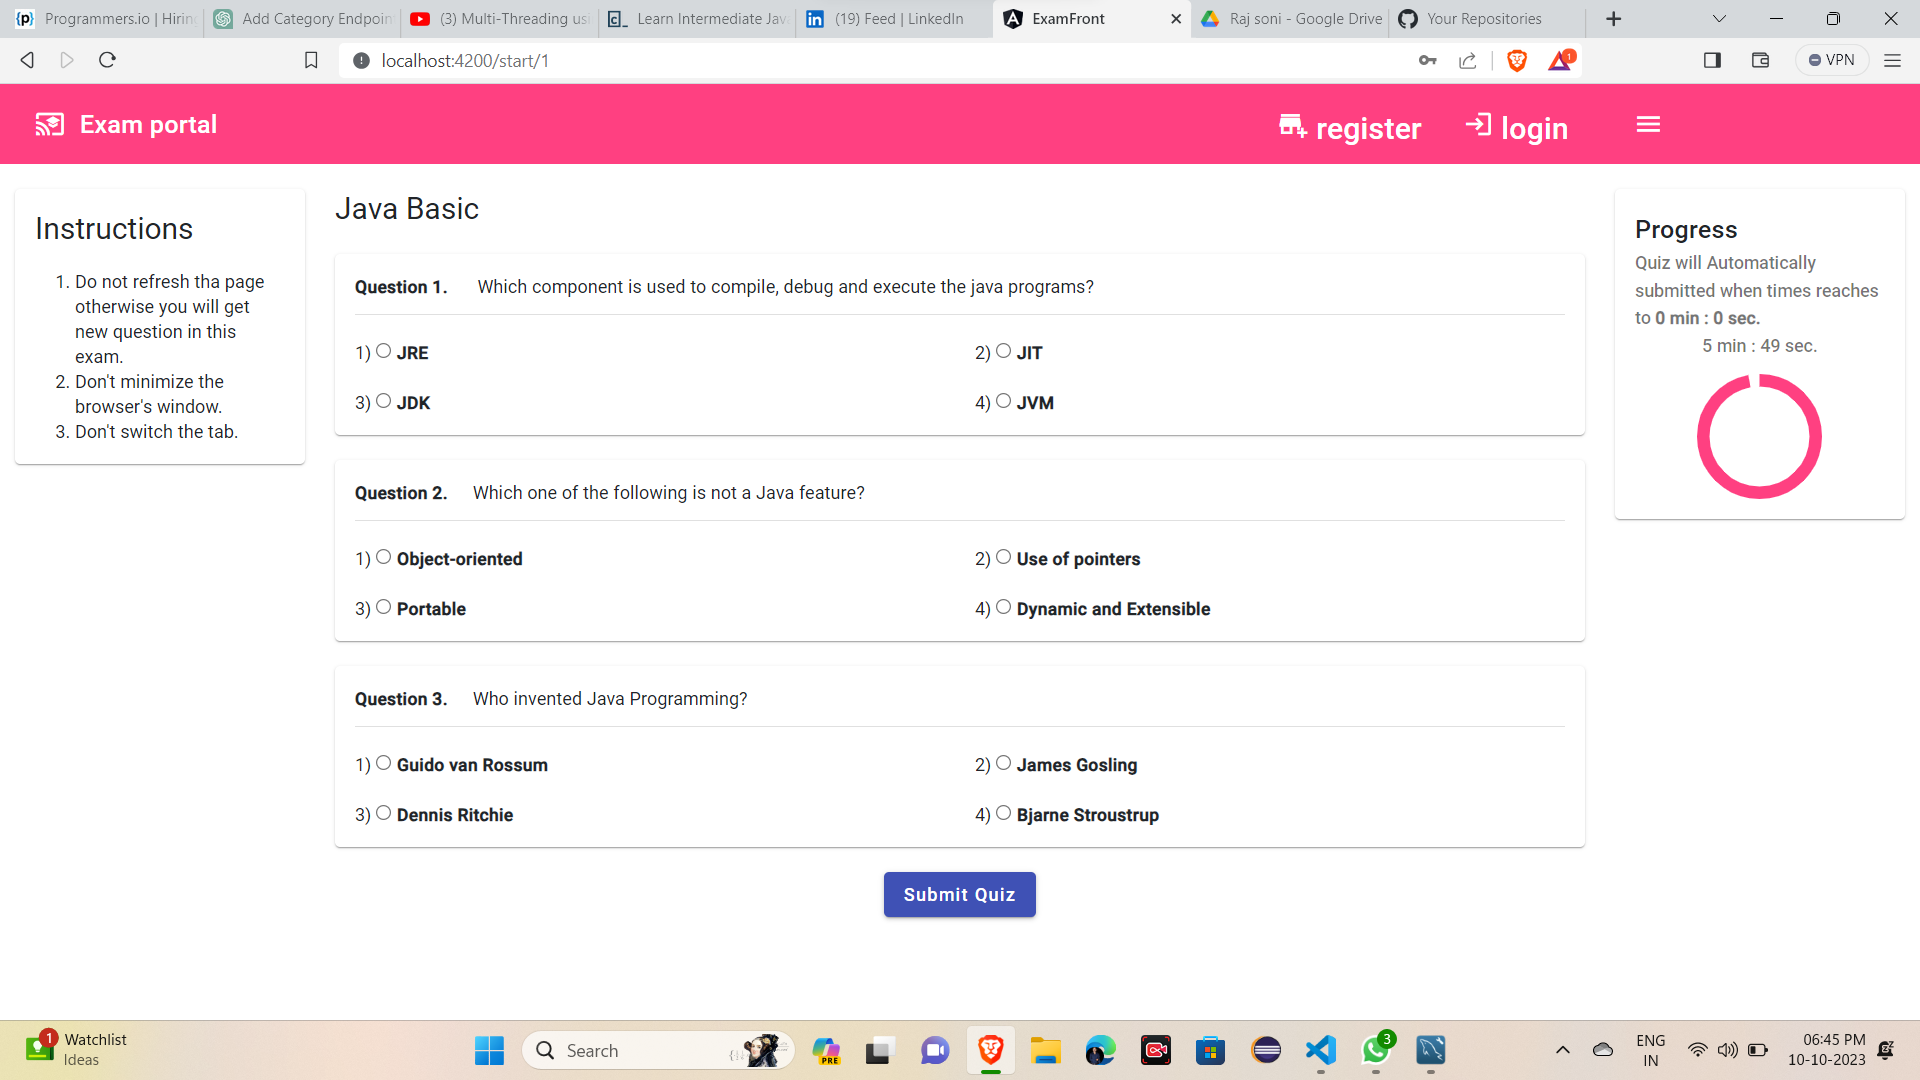 Programmers.io | Hirin
Add Category Endpoin
(3) Multi-Threading usi
Learn Intermediate Jav
(19) Feed | LinkedIn
ExamFront
Raj soni - Google Drive
Your Repositories
localhost:4200/start/1
1
VPN
Exam portal
register
login
Instructions
1. Do not refresh tha page
otherwise you will get
new question in this
exam.
2. Don't minimize the
browser's window.
3. Don't switch the tab.
Java Basic
Question 1. Which component is used to compile, debug and execute the java programs?
1) JRE
2) JIT
3) JDK
4) JVM
Question 2. Which one of the following is not a Java feature?
1) Object-oriented
2) Use of pointers
3) Portable
4) Dynamic and Extensible
Question 3. Who invented Java Programming?
1) Guido van Rossum
2) James Gosling
3) Dennis Ritchie
4) Bjarne Stroustrup
Submit Quiz
Progress
Quiz will Automatically
submitted when times reaches
to 0 min : 0 sec.
5 min : 49 sec.
1
Watchlist
Ideas
Search
PRE
3
ENG
IN
06:45 PM
10-10-2023